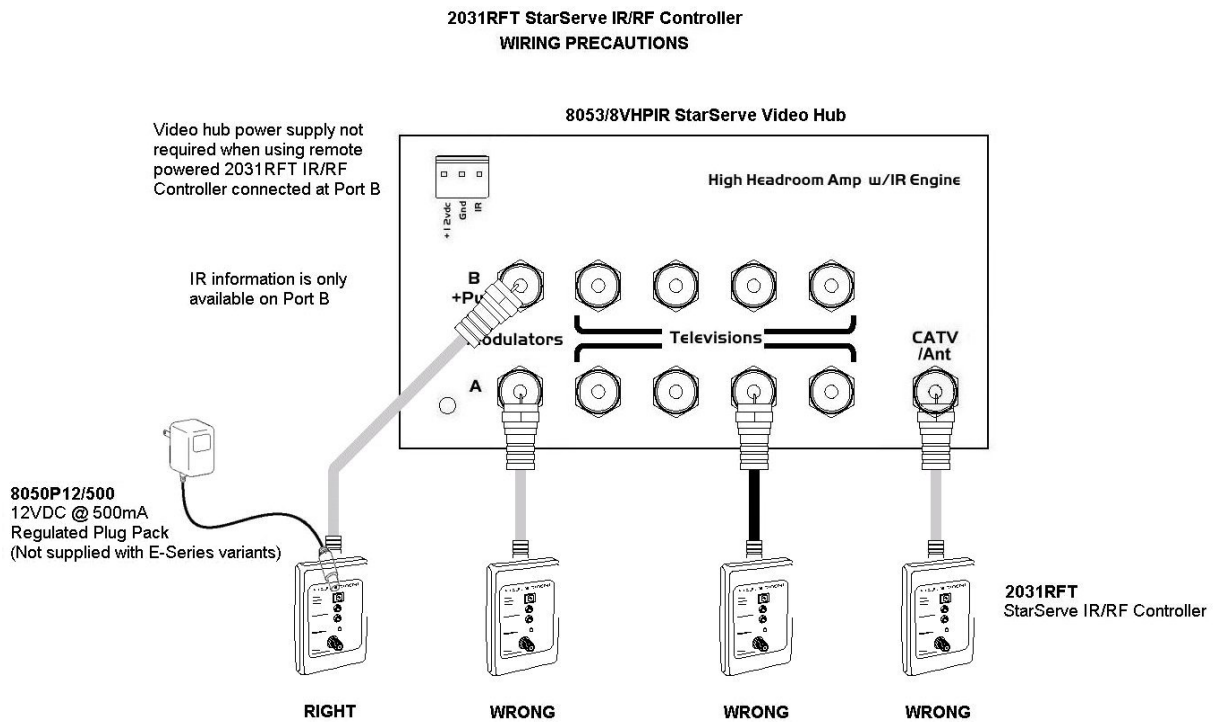 2031RFT StarServe IR/RF Controller
WIRING PRECAUTIONS
8053/8VHPIR StarServe Video Hub
Video hub power supply not
required when using remote
powered 2031RFT IR/RF
Controller connected at Port B
High Headroom Amp w/IR Engine
+12vdc
Gnd
IR
IR information is only
available on Port B
B
Televisions
CATV
/Ant
A
8050P12/500
12VDC @ 500mA
Regulated Plug Pack
(Not supplied with E-Series variants)
2031RFT
StarServe IR/RF Controller
RIGHT
WRONG
WRONG
WRONG